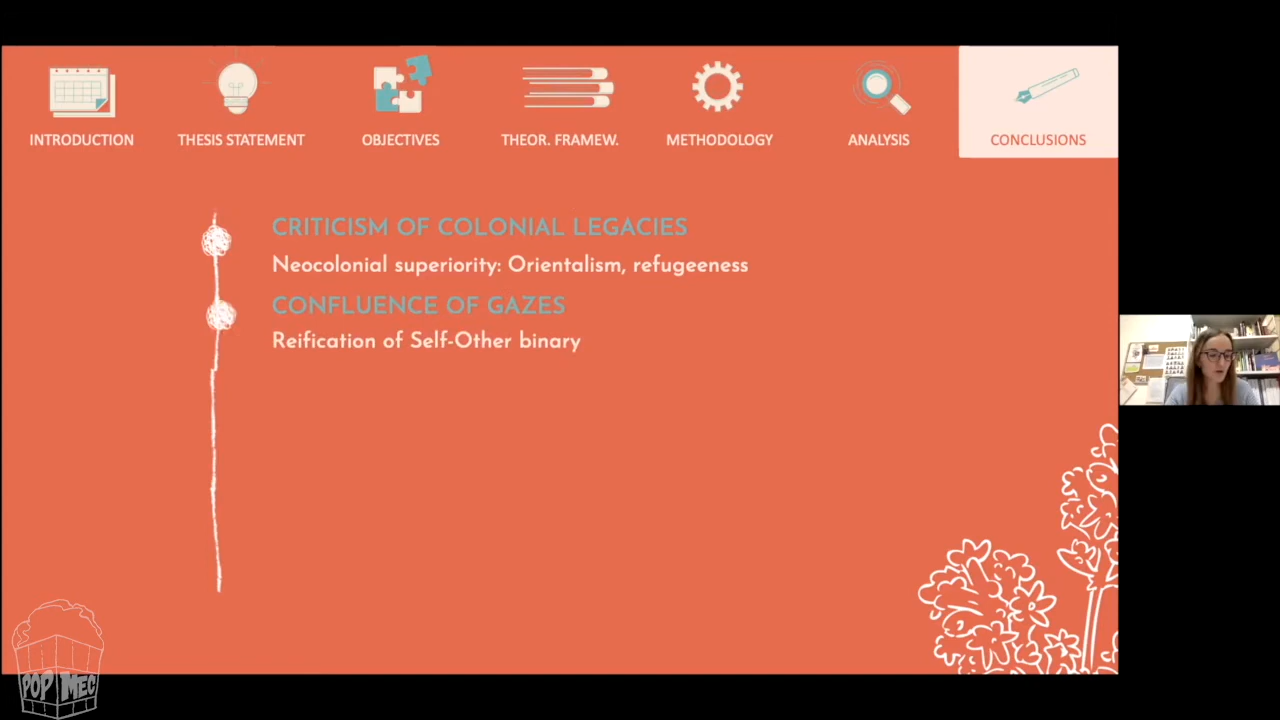 INTRODUCTION
THESIS STATEMENT
OBJECTIVES
THEOR. FRAMEW.
METHODOLOGY
ANALYSIS
CONCLUSIONS
CRITICISM OF COLONIAL LEGACIES
Neocolonial superiority: Orientalism, refugeeness
CONFLUENCE OF GAZES
Reification of Self-Other binary
POP MEC